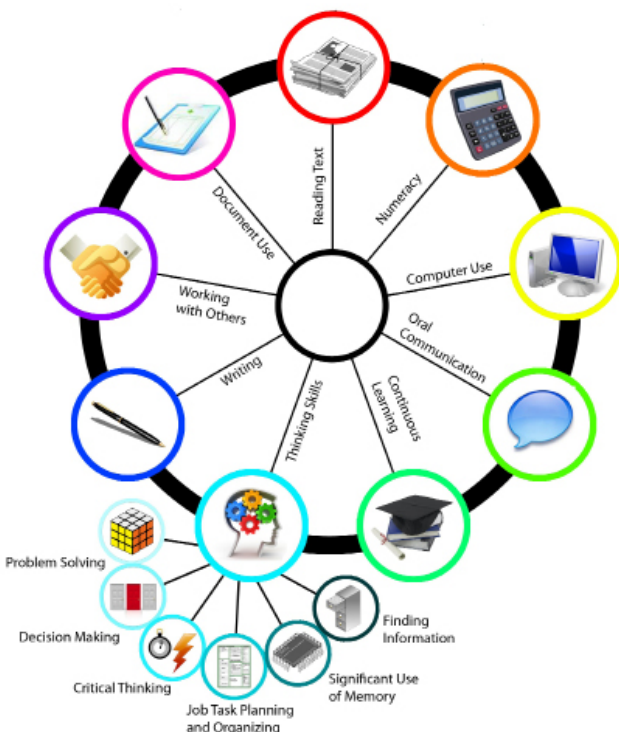 Reading Text
Numeracy
Computer Use
Oral
Communication
Continuous
Learning
Thinking Skills
Writing
Working
with Others
Document Use
Problem Solving
Decision Making
Critical Thinking
Job Task Planning
and Organizing
Significant Use
of Memory
Finding
Information